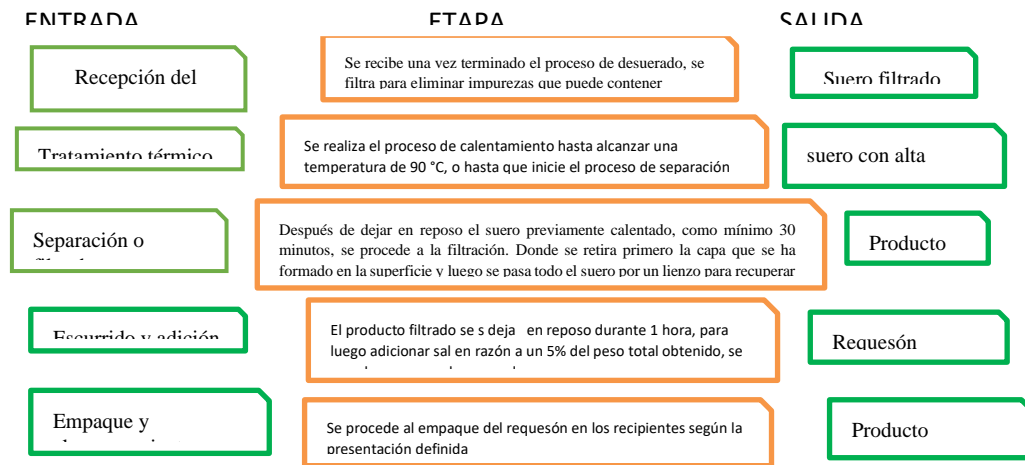 ENTRADA
ETAPA
SALIDA
Recepción del
Se recibe una vez terminado el proceso de desuerado, se
filtra para eliminar impurezas que puede contener
Suero filtrado
Tratamiento térmico
Se realiza el proceso de calentamiento hasta alcanzar una
temperatura de 90 °C, o hasta que inicie el proceso de separación
suero con alta
Separación o
Después de dejar en reposo el suero previamente calentado, como mínimo 30
minutos, se procede a la filtración. Donde se retira primero la capa que se ha
formado en la superficie y luego se pasa todo el suero por un lienzo para recuperar
Producto
Escurrido y adición
El producto filtrado se s deja en reposo durante 1 hora, para
luego adicionar sal en razón a un 5% del peso total obtenido, se
Requesón
Empaque y
Se procede al empaque del requesón en los recipientes según la
presentación definida
Producto